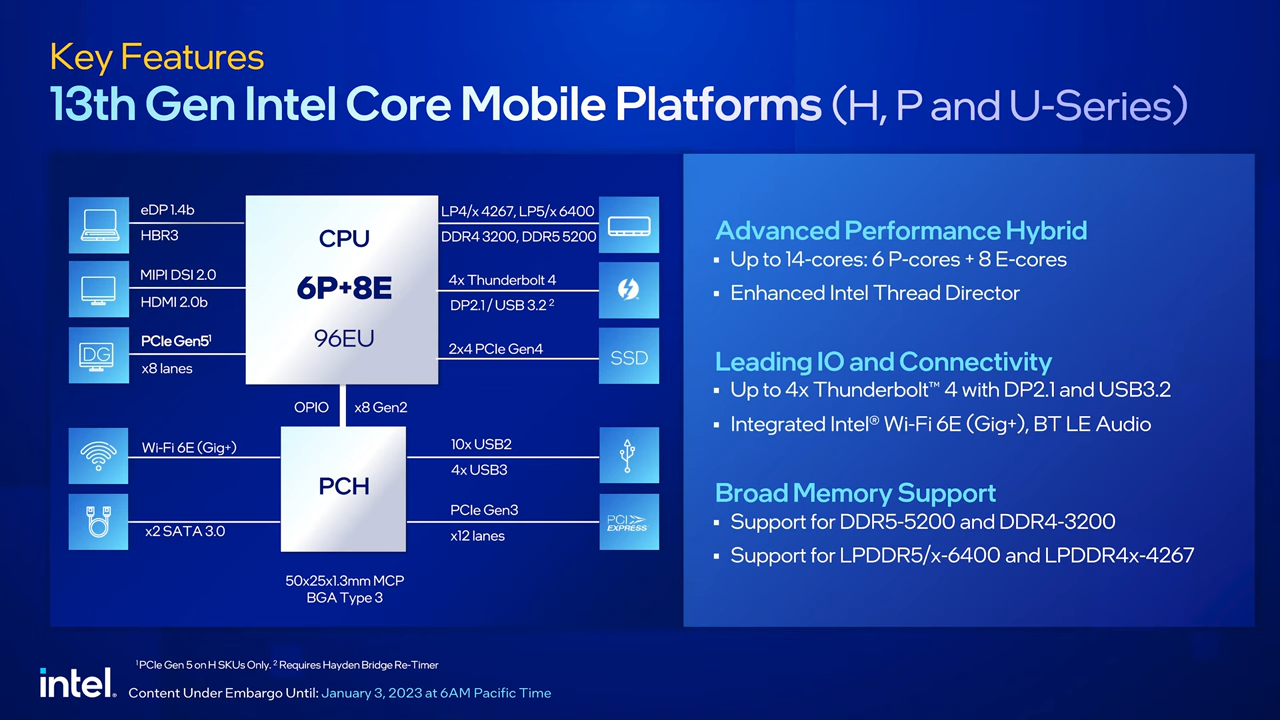 Key Features
13th Gen Intel Core Mobile Platforms (H, P and U-Series)
eDP 1.4b
HBR3
MIPI DSI 2.0
HDMI 2.0b
DG
PCIe Gen5¹
x8 lanes
CPU
6P+8E
96EU
LP4/x 4267, LP5/x 6400
DDR4 3200, DDR5 5200
4x Thunderbolt 4
DP2.1 / USB 3.2 ²
2x4 PCIe Gen4
SSD
OPIO
x8 Gen2
Wi-Fi 6E (Gig+)
x2 SATA 3.0
PCH
10x USB2
4x USB3
PCIe Gen3
x12 lanes
PCI
EXPRESS
50x25x1.3mm MCP
BGA Type 3
Advanced Performance Hybrid
▪ Up to 14-cores: 6 P-cores + 8 E-cores
▪ Enhanced Intel Thread Director
Leading IO and Connectivity
▪ Up to 4x Thunderbolt™ 4 with DP2.1 and USB3.2
▪ Integrated Intel® Wi-Fi 6E (Gig+), BT LE Audio
Broad Memory Support
▪ Support for DDR5-5200 and DDR4-3200
▪ Support for LPDDR5/x-6400 and LPDDR4x-4267
¹ PCIe Gen 5 on H SKUs Only. ² Requires Hayden Bridge Re-Timer
intel.
Content Under Embargo Until: January 3, 2023 at 6AM Pacific Time